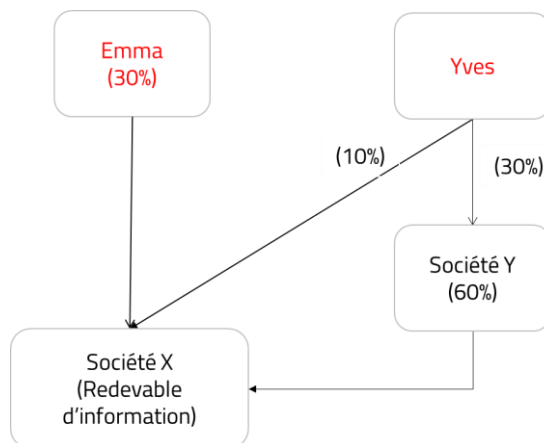 Emma
(30%)
Yves
(10%)
(30%)
Société Y
(60%)
Société X
(Redevable
d'information)